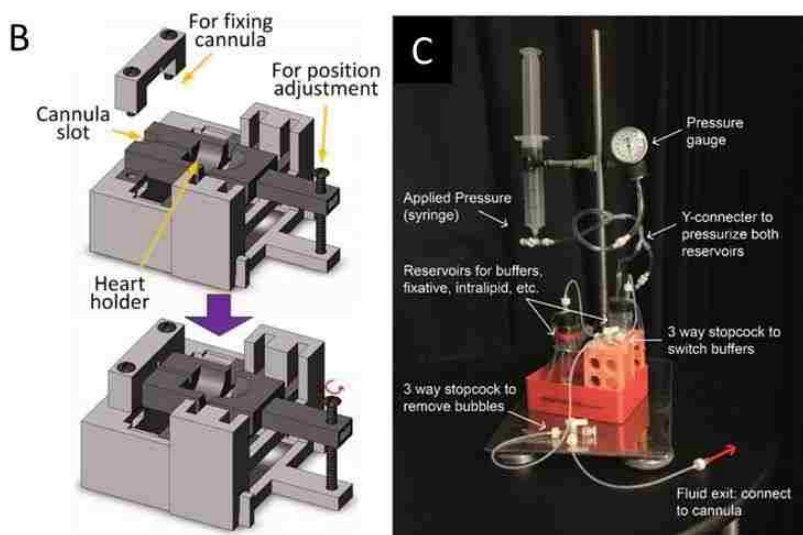 B
For fixing
cannula
For position
adjustment
Cannula
slot
Heart
holder
C
Pressure
gauge
Applied Pressure
(syringe)
Y-connecter to
pressurize both
reservoirs
Reservoirs for buffers,
fixative, intralipid, etc.
3 way stopcock to
switch buffers
3 way stopcock to
remove bubbles
Fluid exit: connect
to cannula